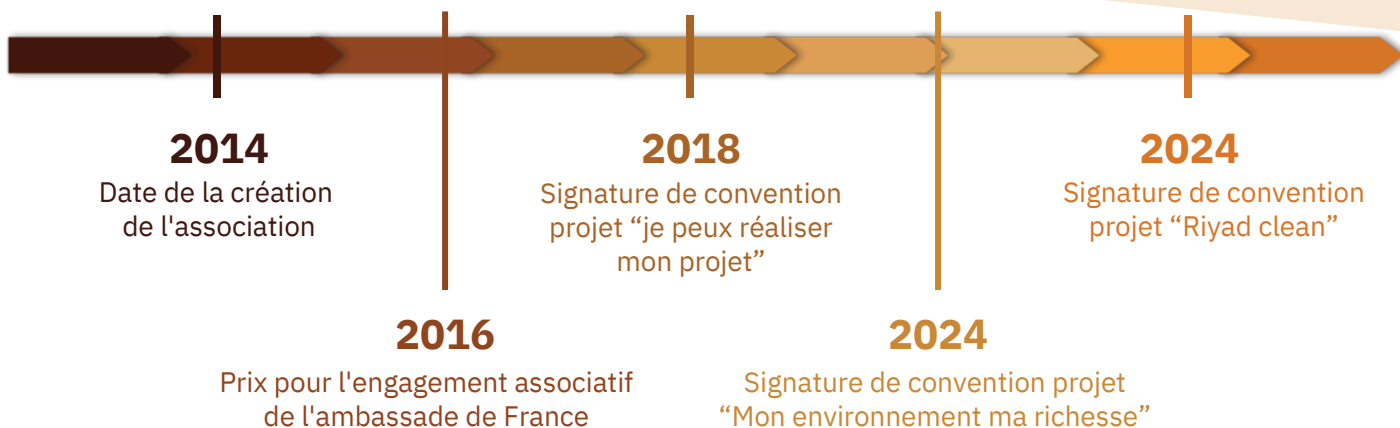 2014
Date de la création
de l'association
2016
Prix pour l'engagement associatif
de l'ambassade de France
2018
Signature de convention
projet “je peux réaliser
mon projet”
2024
Signature de convention projet
“Mon environnement ma richesse”
2024
Signature de convention
projet “Riyad clean”